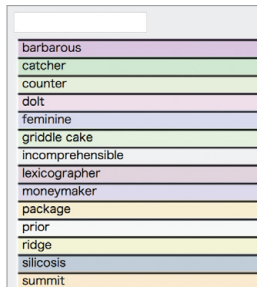 barbarous
catcher
counter
dolt
feminine
griddle cake
incomprehensible
lexicographer
moneymaker
package
prior
ridge
silicosis
summit